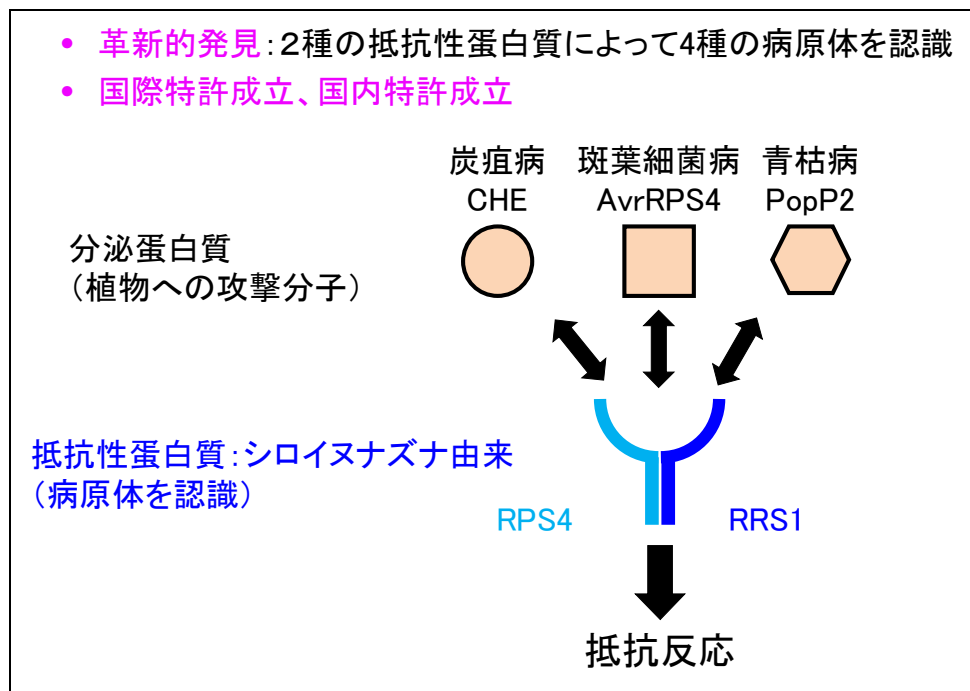 • 革新的発見：２種の抵抗性蛋白質によって4種の病原体を認識
• 国際特許成立、国内特許成立
炭疽病 斑葉細菌病 青枯病
CHE AvrRPS4 PopP2
分泌蛋白質
（植物への攻撃分子）
抵抗性蛋白質：シロイヌナズナ由来
（病原体を認識）
RPS4 RRS1
抵抗反応